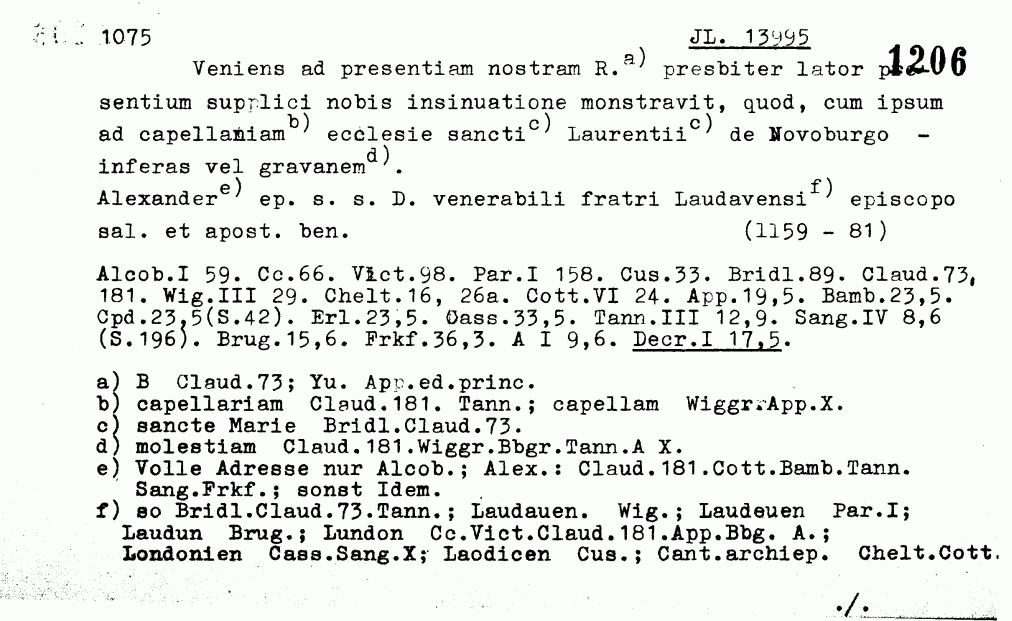 1075 JL. 13995
1206
Veniens ad presentiam nostram R.a) presbiter lator pre-
sentium supplici nobis insinuatione monstravit, quod, cum ipsum
ad capellaniam b) ecclesie sancti c) Laurentii c) de Novoburgo -
inferas vel gravanem d).
Alexander e) ep. s. s. D. venerabili fratri Laudavensi f) episcopo
sal. et apost. ben. (1159 - 81)
Alcob.I 59. Cc.66. Vict.98. Par.I 158. Cus.33. Bridl.89. Claud.73,
181. Wig.III 29. Chelt.16, 26a. Cott.VI 24. App.19,5. Bamb.23,5.
Cpd.23,5(S.42). Erl.23,5. Cass.33,5. Tann.III 12,9. Sang.IV 8,6
(S.196). Brug.15,6. Frkf.36,3. A I 9,6. Decr.I 17,5.
a) B Claud.73; Yu. App.ed.princ.
b) capellariam Claud.181. Tann.; capellam Wiggr.App.X.
c) sancte Marie Bridl.Claud.73.
d) molestiam Claud.181.Wiggr.Bbgr.Tann.A X.
e) Volle Adresse nur Alcob.; Alex.: Claud.181.Cott.Bamb.Tann.
Sang.Frkf.; sonst Idem.
f) so Bridl.Claud.73.Tann.; Laudauen. Wig.; Laudeuen Par.I;
Laudun Brug.; Lundon Cc.Vict.Claud.181.App.Bbg. A.;
Londonien Cass.Sang.X; Laodicen Cus.; Cant.archiep. Chelt.Cott.
./.